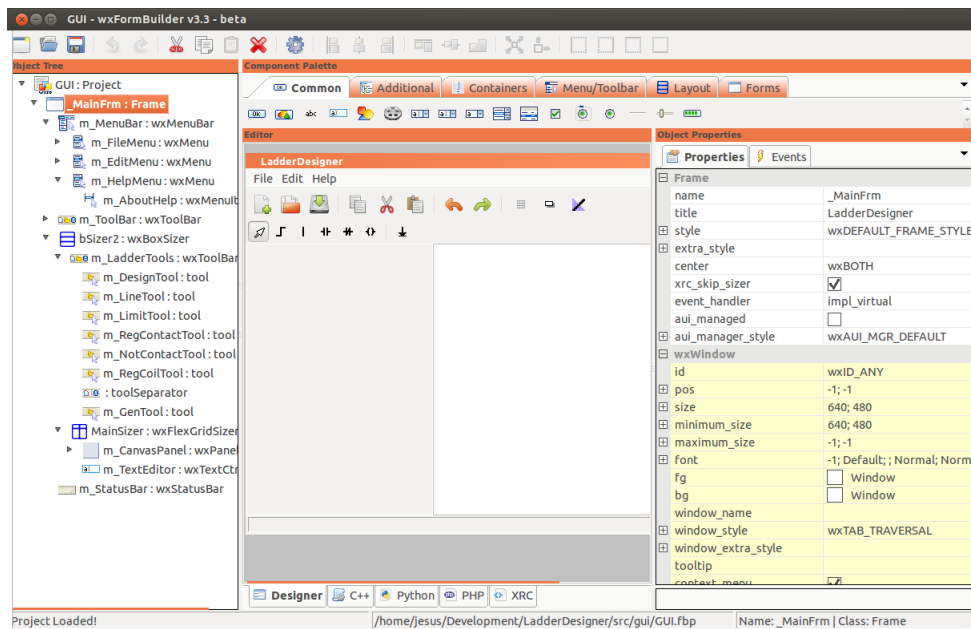 GUI - wxFormBuilder v3.3 - beta
Object Tree
GUI : Project
_MainFrm : Frame
m_MenuBar : wxMenuBar
m_FileMenu : wxMenu
m_EditMenu : wxMenu
m_HelpMenu : wxMenu
m_AboutHelp : wxMenuIt
m_ToolBar : wxToolBar
bSizer2 : wxBoxSizer
m_LadderTools : wxToolBar
m_DesignTool : tool
m_LineTool : tool
m_LimitTool : tool
m_RegContactTool : tool
m_NotContactTool : tool
m_RegCoilTool : tool
: toolSeparator
m_GenTool : tool
MainSizer : wxFlexGridSizer
m_CanvasPanel : wxPanel
m_TextEditor : wxTextCtr
m_StatusBar : wxStatusBar
Component Palette
Common Additional Containers Menu/Toolbar Layout Forms
OK abc
Editor
LadderDesigner
File Edit Help
Designer C++ Python PHP XRC
Object Properties
Properties Events
Frame
name _MainFrm
title LadderDesigner
style wxDEFAULT_FRAME_STYLE
extra_style
center wxBOTH
xrc_skip_sizer
event_handler impl_virtual
aui_managed
aui_manager_style wxAUI_MGR_DEFAULT
wxWindow
id wxID_ANY
pos -1; -1
size 640; 480
minimum_size 640; 480
maximum_size -1; -1
font -1; Default; ; Normal; Norm
fg Window
bg Window
window_name
window_style wxTAB_TRAVERSAL
window_extra_style
tooltip
context_menu
Project Loaded! /home/jesus/Development/LadderDesigner/src/gui/GUI.fbp Name: _MainFrm | Class: Frame